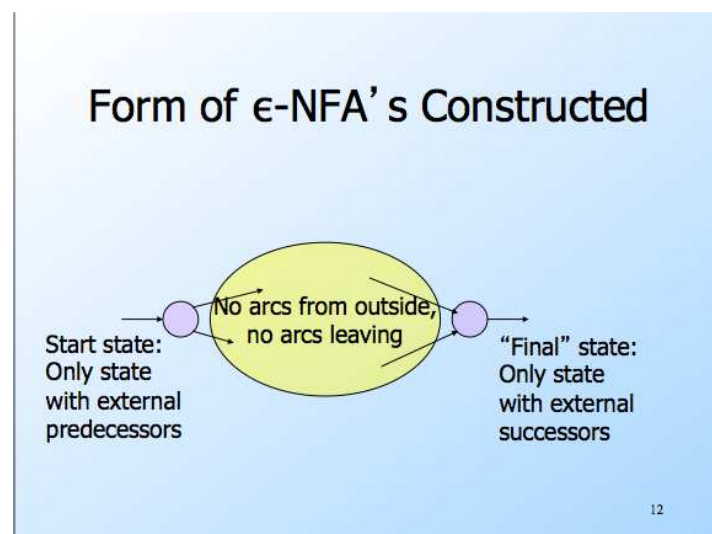 Form of ϵ-NFA’s Constructed
No arcs from outside,
no arcs leaving
Start state:
Only state
with external
predecessors
“Final” state:
Only state
with external
successors
12